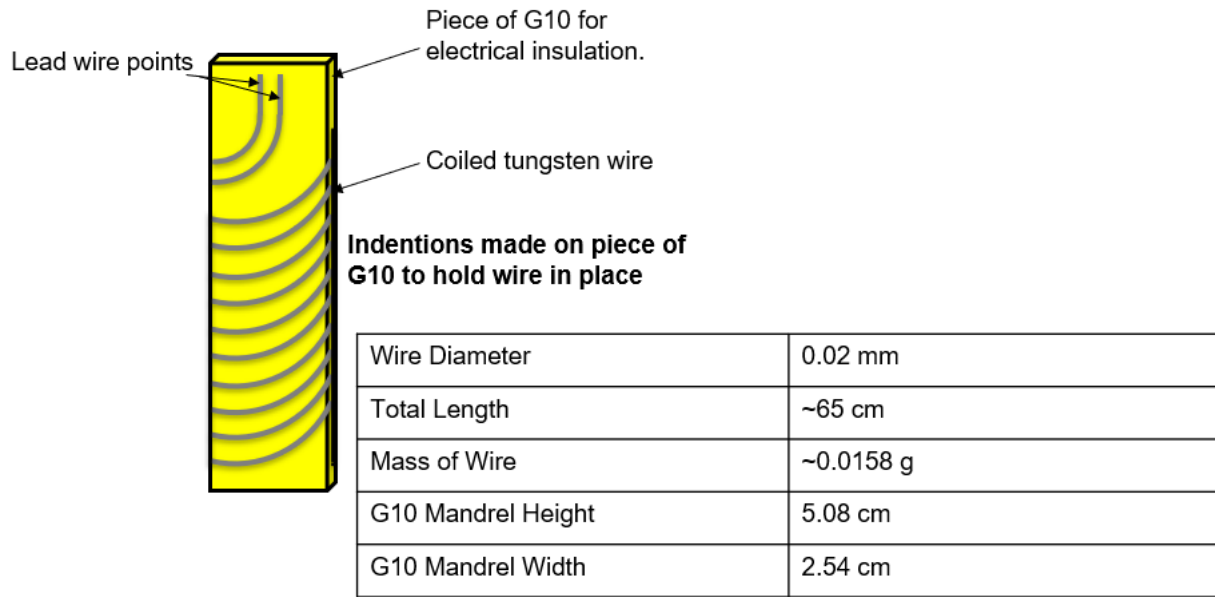 Piece of G10 for
electrical insulation.
Lead wire points
Coiled tungsten wire
Indentions made on piece of
G10 to hold wire in place
Wire Diameter 0.02 mm
Total Length ~65 cm
Mass of Wire ~0.0158 g
G10 Mandrel Height 5.08 cm
G10 Mandrel Width 2.54 cm